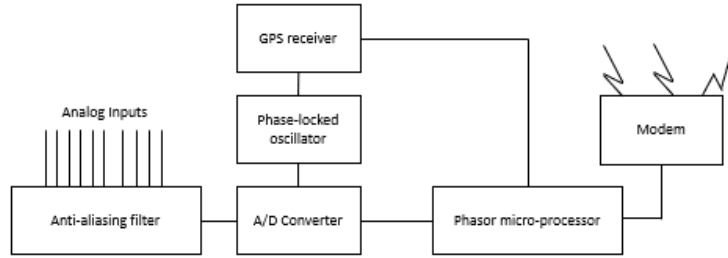 GPS receiver
Analog Inputs
Phase-locked
oscillator
Modem
Anti-aliasing filter
A/D Converter
Phasor micro-processor